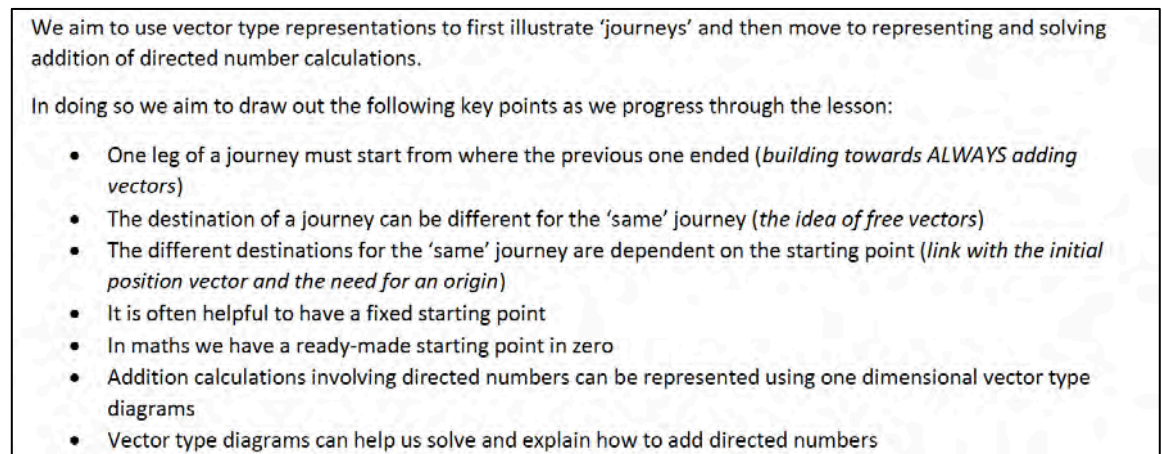 We aim to use vector type representations to first illustrate ‘journeys’ and then move to representing and solving
addition of directed number calculations.
In doing so we aim to draw out the following key points as we progress through the lesson:
• One leg of a journey must start from where the previous one ended (building towards ALWAYS adding
vectors)
• The destination of a journey can be different for the ‘same’ journey (the idea of free vectors)
• The different destinations for the ‘same’ journey are dependent on the starting point (link with the initial
position vector and the need for an origin)
• It is often helpful to have a fixed starting point
• In maths we have a ready-made starting point in zero
• Addition calculations involving directed numbers can be represented using one dimensional vector type
diagrams
• Vector type diagrams can help us solve and explain how to add directed numbers